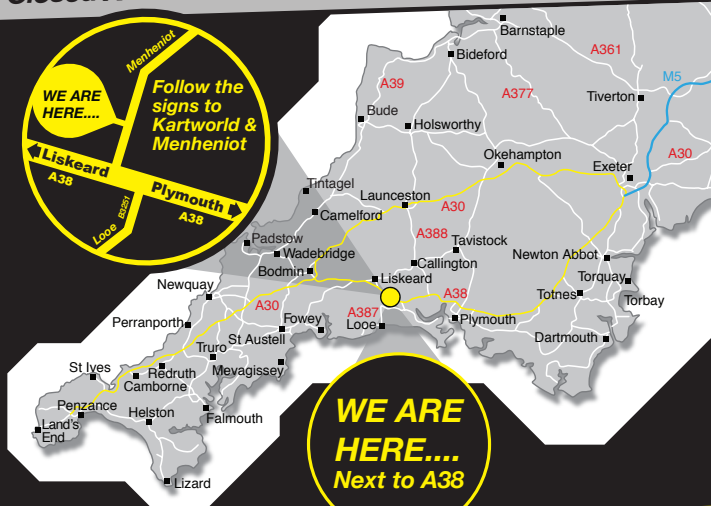 Menheniot
WE ARE
HERE....
Follow the
signs to
Kartworld &
Menheniot
Liskeard
A38
Plymouth
A38
B3251
Looe
Barnstaple
Bideford
A361
A39
A377
M5
Tiverton
Bude
Holsworthy
A30
Okehampton
Exeter
Tintagel
Launceston
Camelford
A30
A388
Tavistock
Padstow
Wadebridge
Callington
Newton Abbot
Bodmin
Liskeard
Torquay
Newquay
A38
Totnes
Torbay
A30
A387
Fowey
Looe
Plymouth
Perranporth
St Austell
Dartmouth
Truro
Mevagissey
St Ives
Redruth
Camborne
Penzance
Helston
Falmouth
Land's
End
Lizard
WE ARE
HERE....
Next to A38